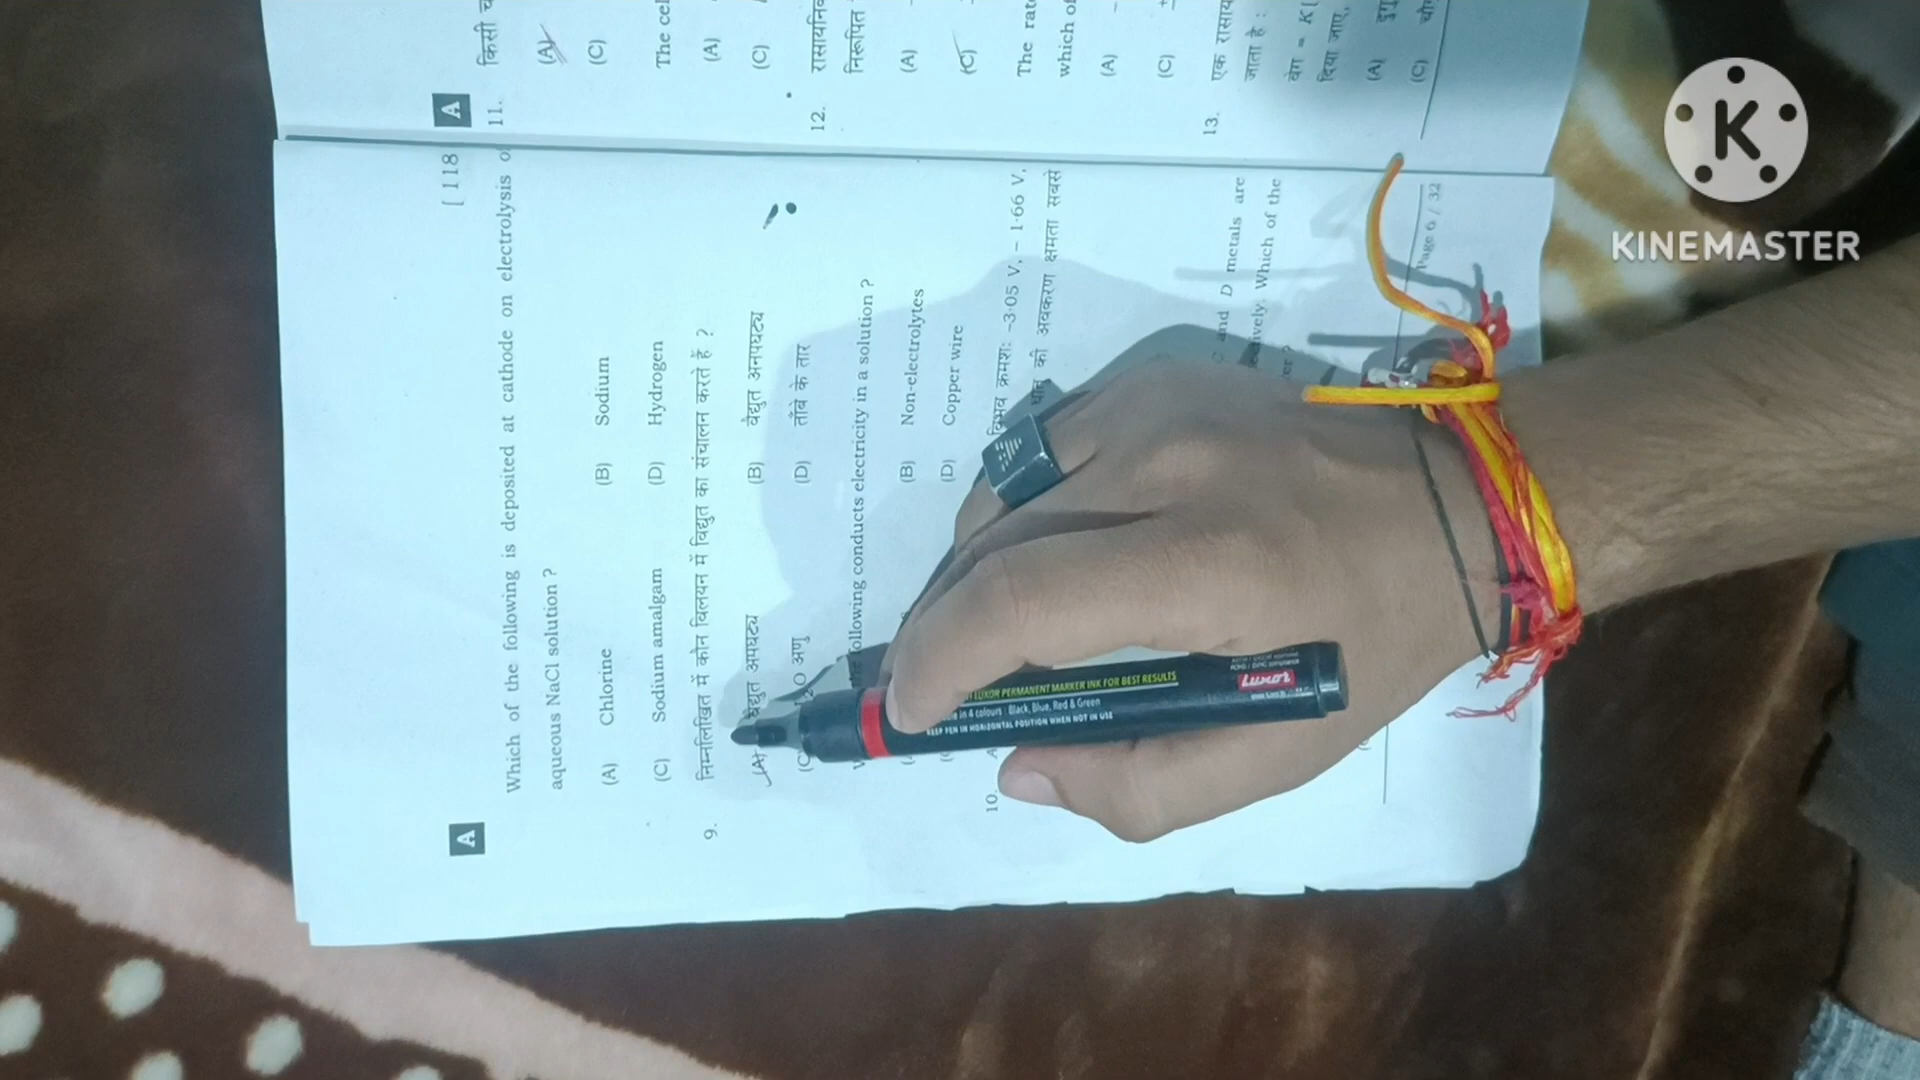 A [ 118
Which of the following is deposited at cathode on electrolysis
aqueous NaCl solution ?
(A) Chlorine (B) Sodium
(C) Sodium amalgam (D) Hydrogen
9. निम्नलिखित में कौन विलयन में विद्युत का संचालन करते हैं ?
(A) वैद्युत अपघट्य (B) वैद्युत अनपघट्य
अणु (D) ताँबे के तार
following conducts electricity in a solution ?
(B) Non-electrolytes
(D) Copper wire
10. क्रमशः -3·05 V, - 1·66 V,
की अवकरण क्षमता सबसे
and D metals are
Which of the
Page 6 / 32
A
11. किसी
(A)
(C)
The
(A)
(C)
12.
(A)
(C)
The
which of
(A)
(C)
13. एक
जाता है :
वेग = K[
दिया जाए,
(A)
(C)
LUXOR PERMANENT MARKER INK FOR BEST RESULTS
in 4 colours : Black, Blue, Red & Green
KEEP PEN IN HORIZONTAL POSITION WHEN NOT IN USE
Luxor
K
KINEMASTER